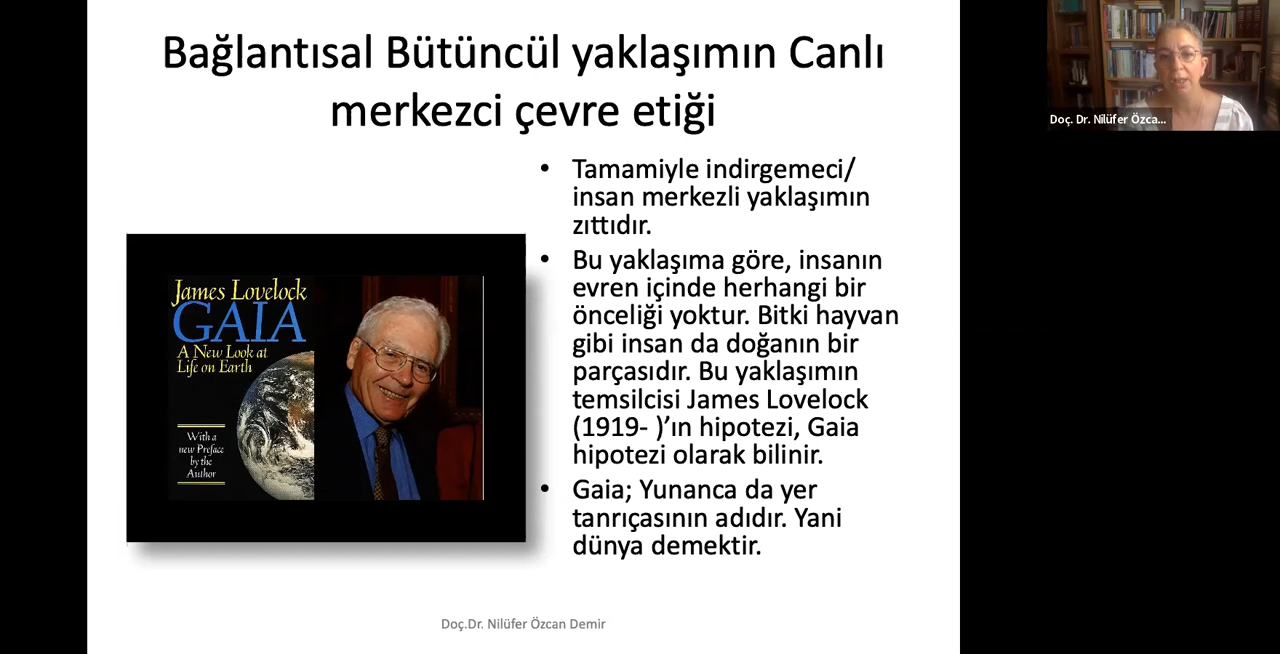 Bağlantısal Bütüncül yaklaşımın Canlı
merkezci çevre etiği
• Tamamiyle indirgemeci/
insan merkezli yaklaşımın
zıttıdır.
• Bu yaklaşıma göre, insanın
evren içinde herhangi bir
önceliği yoktur. Bitki hayvan
gibi insan da doğanın bir
parçasıdır. Bu yaklaşımın
temsilcisi James Lovelock
(1919- )’ın hipotezi, Gaia
hipotezi olarak bilinir.
• Gaia; Yunanca da yer
tanrıçasının adıdır. Yani
dünya demektir.
James Lovelock
GAIA
A New Look at
Life on Earth
With a
new Preface
by the
Author
Doç.Dr. Nilüfer Özcan Demir
Doç. Dr. Nilüfer Özca...